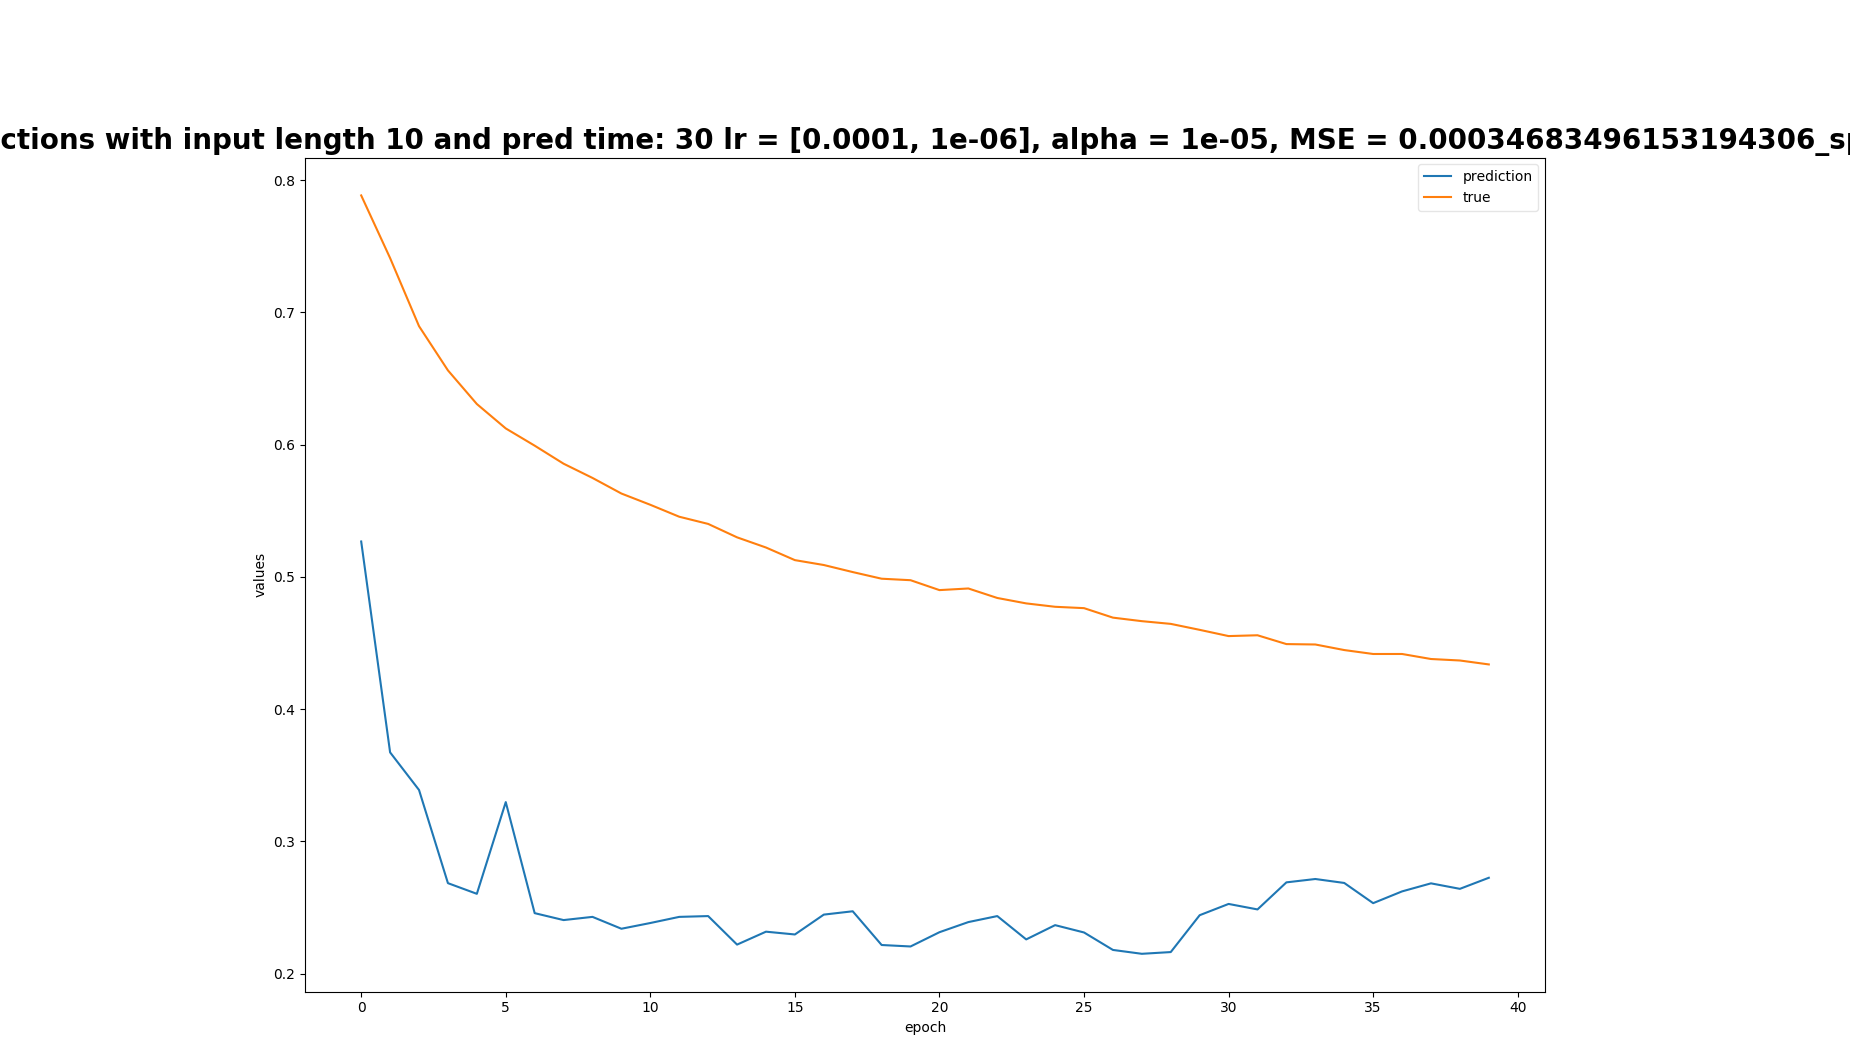 ctions with input length 10 and pred time: 30 lr = [0.0001, 1e-06], alpha = 1e-05, MSE = 0.00034683496153194306_sp
prediction
true
0.8
0.7
0.6
0.5
0.4
0.3
0.2
values
0 5 10 15 20 25 30 35 40
epoch